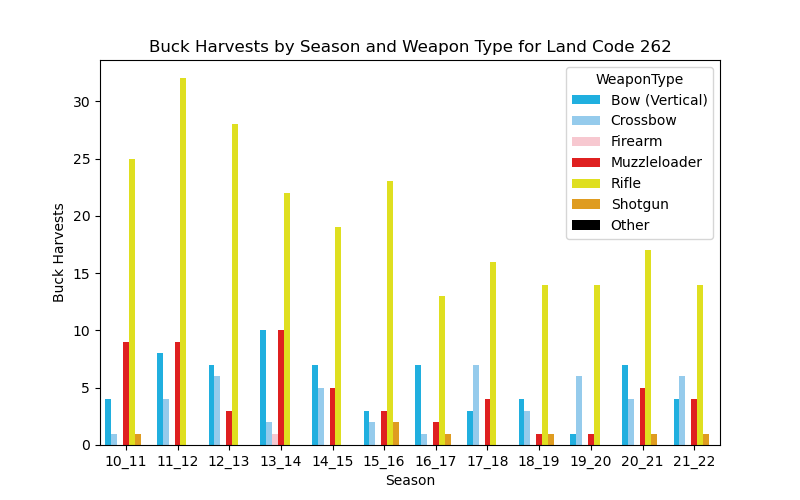 Buck Harvests by Season and Weapon Type for Land Code 262
WeaponType
Bow (Vertical)
Crossbow
Firearm
Muzzleloader
Rifle
Shotgun
Other
Buck Harvests
30
25
20
15
10
5
0
10_11 11_12 12_13 13_14 14_15 15_16 16_17 17_18 18_19 19_20 20_21 21_22
Season